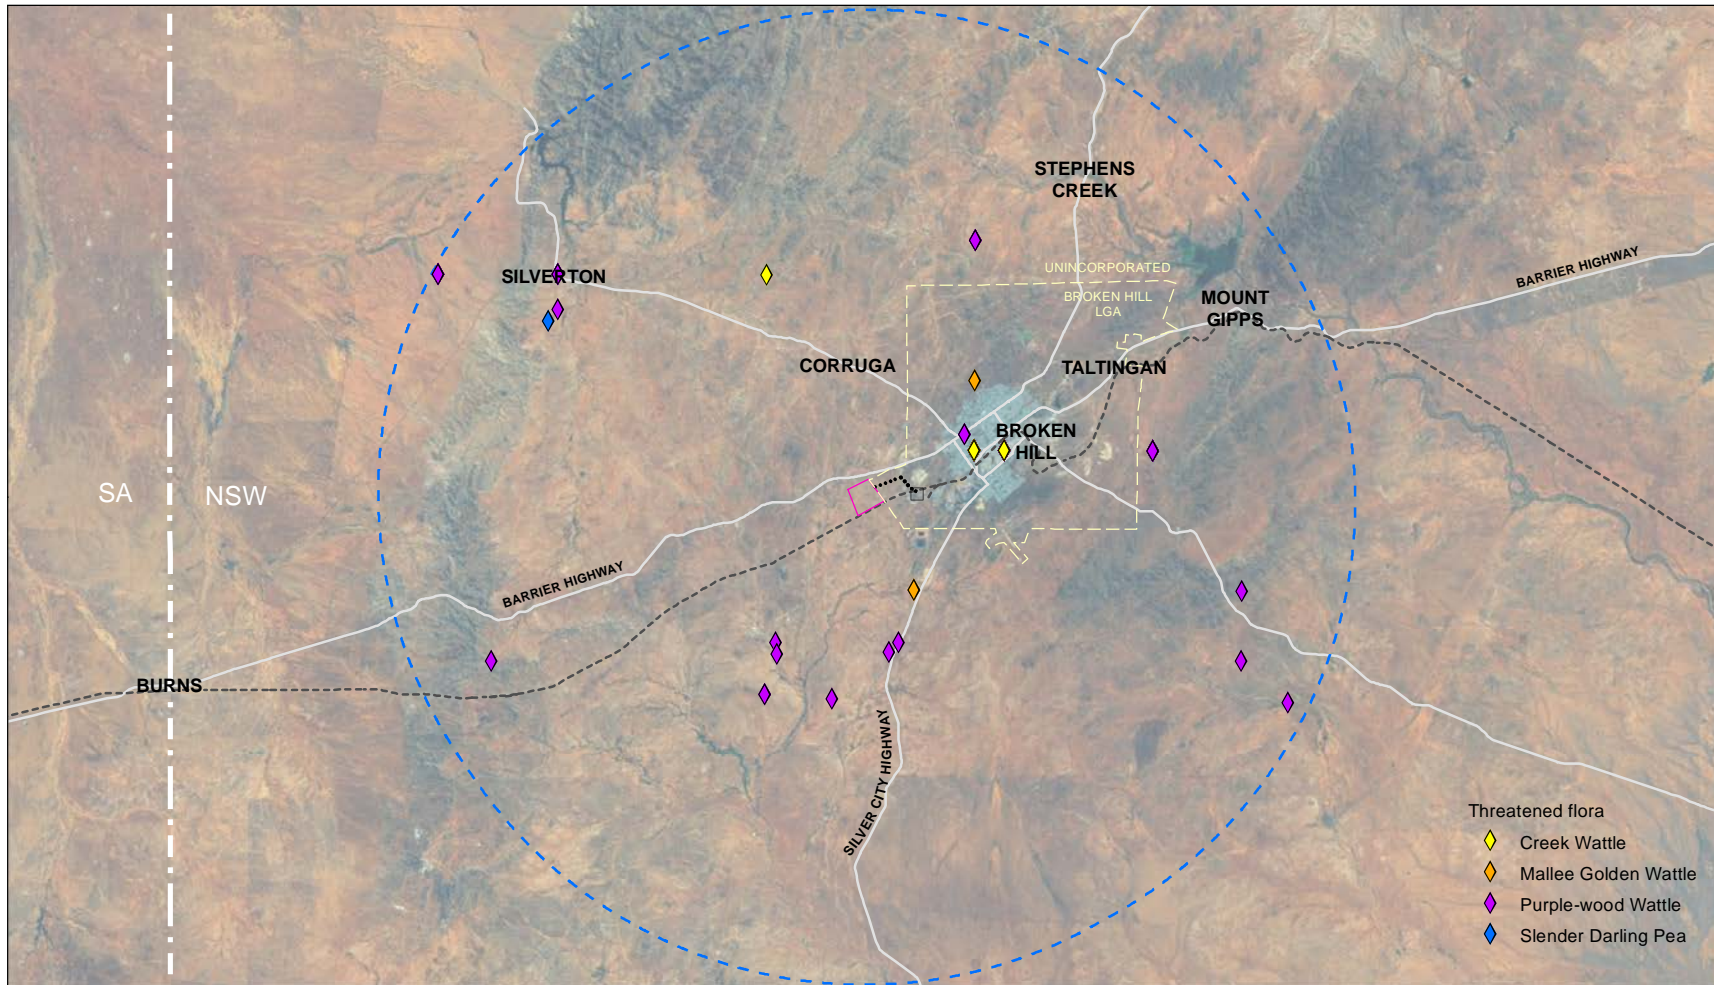 STEPHENS
CREEK
BARRIER HIGHWAY
SILVERTON
UNINCORPORATED
BROKEN HILL
LGA
MOUNT
GIPPS
CORRUGA
TALTINGAN
BROKEN
HILL
SA
NSW
BARRIER HIGHWAY
BURNS
SILVER CITY HIGHWAY
Threatened flora
Creek Wattle
Mallee Golden Wattle
Purple-wood Wattle
Slender Darling Pea